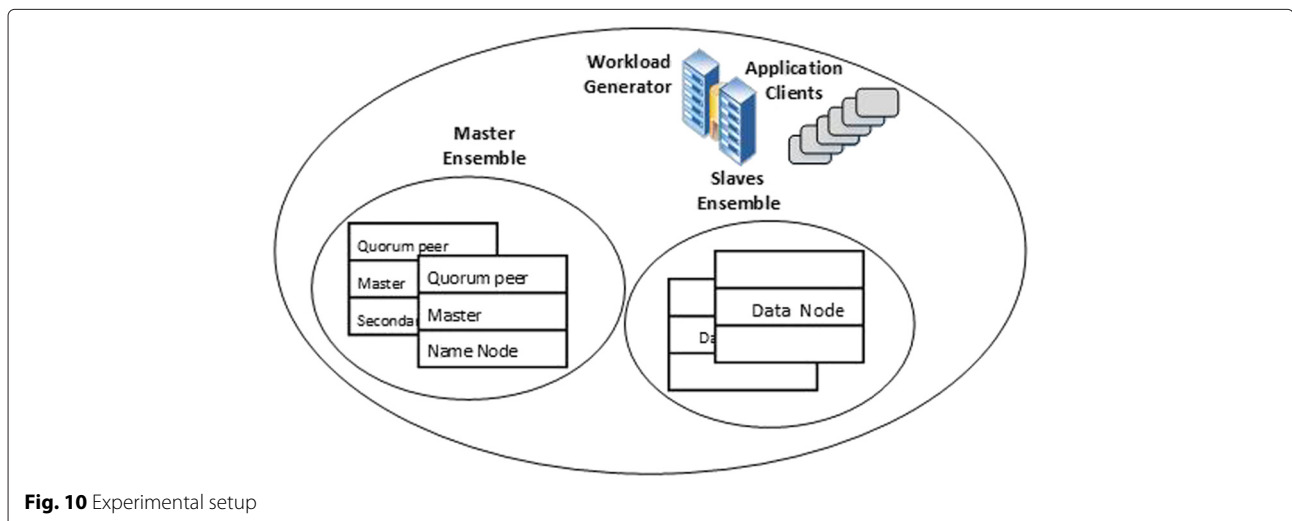 Workload
Generator
Application
Clients
Master
Ensemble
Slaves
Ensemble
Quorum peer
Master
Quorum peer
Master
Name Node
Data Node
Fig. 10 Experimental setup